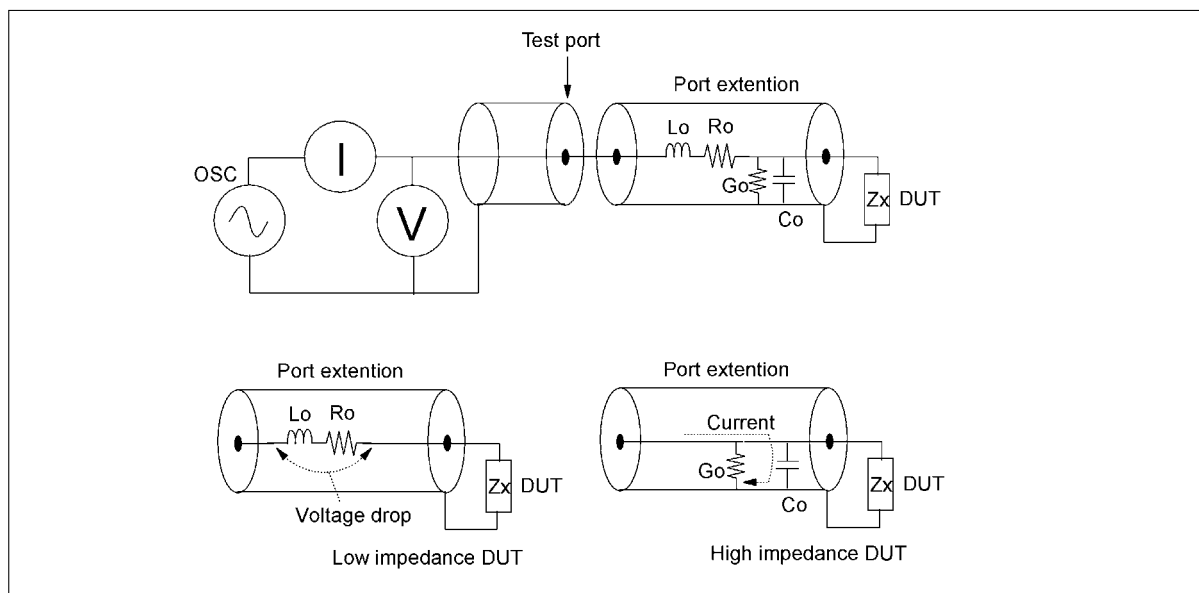 Test port
Port extention
Lo Ro
OSC
I
V
Go
Co
Zx DUT
Port extention
Lo Ro
Zx DUT
Voltage drop
Low impedance DUT
Port extention
Current
Go
Co
Zx DUT
High impedance DUT